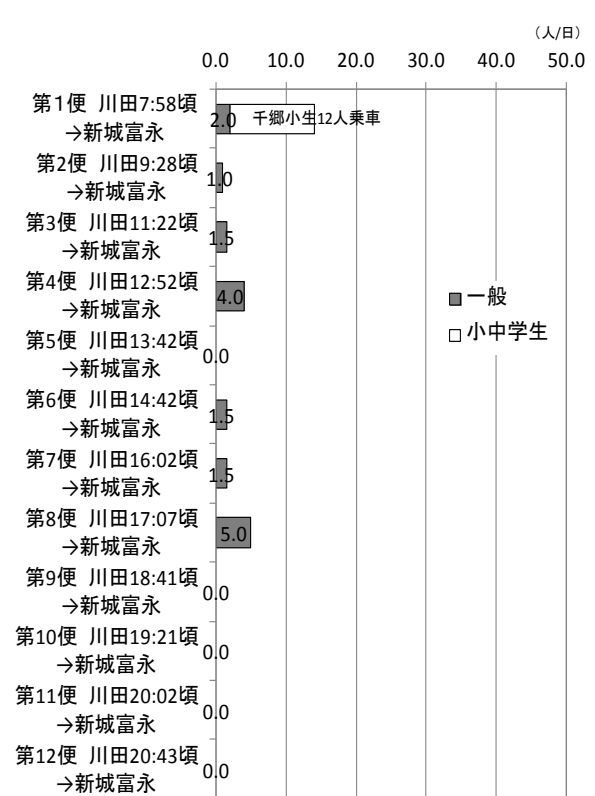 （人/日）
0.0 10.0 20.0 30.0 40.0 50.0
第1便 川田7:58頃
→新城富永
2.0 千郷小生12人乗車
第2便 川田9:28頃
→新城富永
1.0
第3便 川田11:22頃
→新城富永
1.5
第4便 川田12:52頃
→新城富永
4.0
一般
小中学生
第5便 川田13:42頃
→新城富永
0.0
第6便 川田14:42頃
→新城富永
1.5
第7便 川田16:02頃
→新城富永
1.5
第8便 川田17:07頃
→新城富永
5.0
第9便 川田18:41頃
→新城富永
0.0
第10便 川田19:21頃
→新城富永
0.0
第11便 川田20:02頃
→新城富永
0.0
第12便 川田20:43頃
→新城富永
0.0